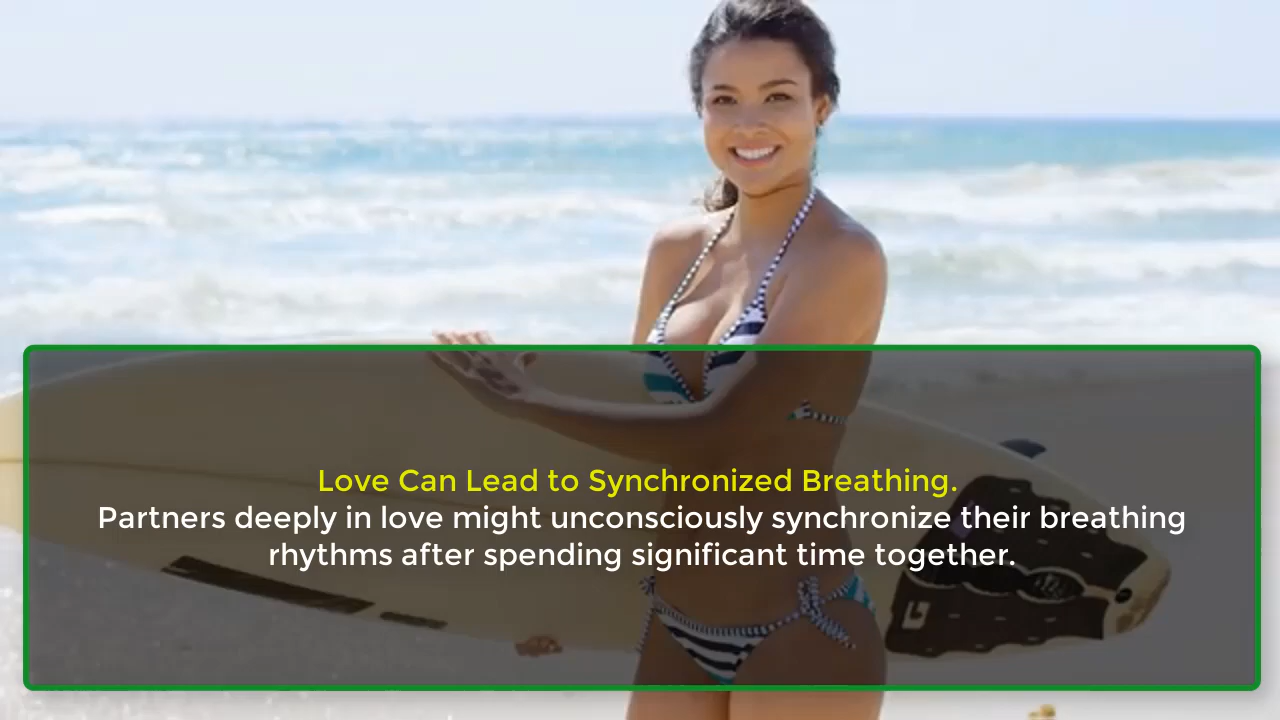 Love Can Lead to Synchronized Breathing.
Partners deeply in love might unconsciously synchronize their breathing
rhythms after spending significant time together.